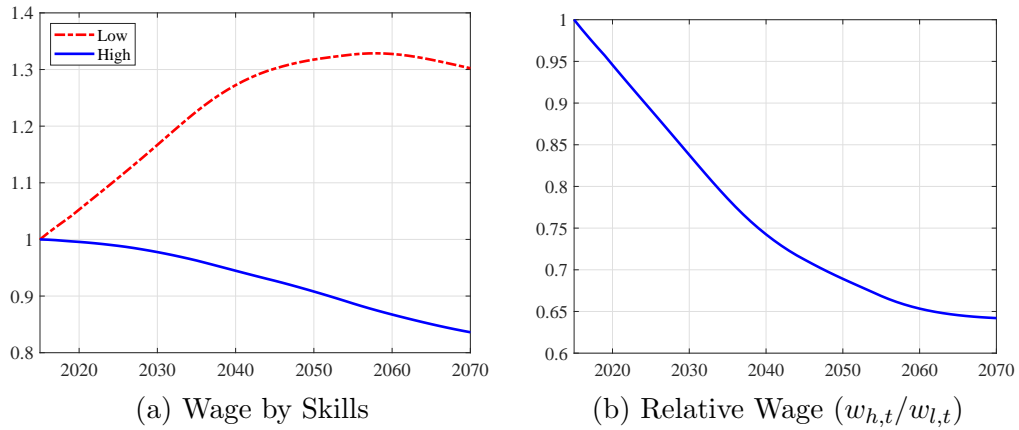 1.4
1.3
1.2
1.1
1
0.9
0.8
Low
High
2020 2030 2040 2050 2060 2070
(a) Wage by Skills
1
0.95
0.9
0.85
0.8
0.75
0.7
0.65
0.6
2020 2030 2040 2050 2060 2070
(b) Relative Wage ($w_{h,t}/w_{l,t}$)